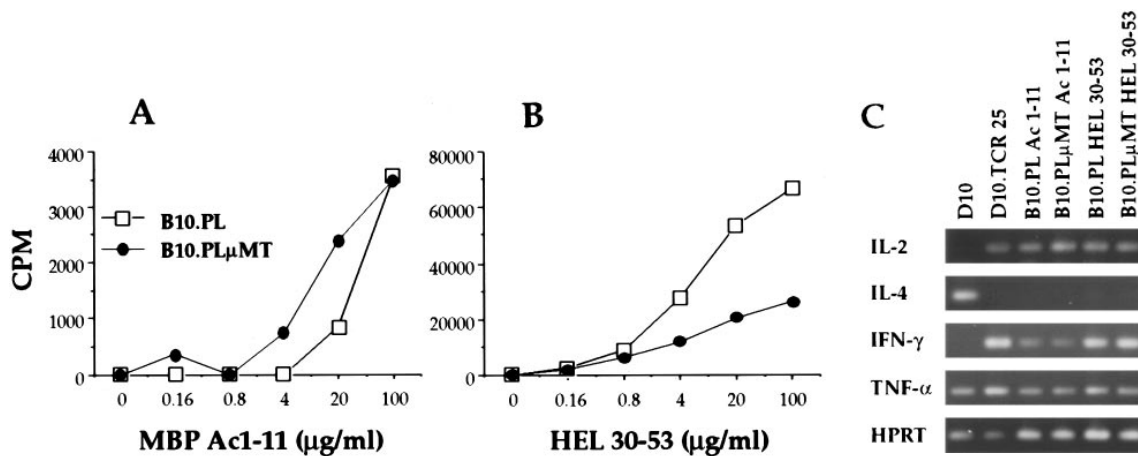 A
B
C
D10
D10.TCR 25
B10.PL Ac 1-11
B10.PLμMT Ac 1-11
B10.PL HEL 30-53
B10.PLμMT HEL 30-53
CPM
4000
3000
2000
1000
0
B10.PL
B10.PLμMT
0
0.16
0.8
4
20
100
MBP Ac1-11 (μg/ml)
80000
60000
40000
20000
0
0
0.16
0.8
4
20
100
HEL 30-53 (μg/ml)
IL-2
IL-4
IFN-γ
TNF-α
HPRT